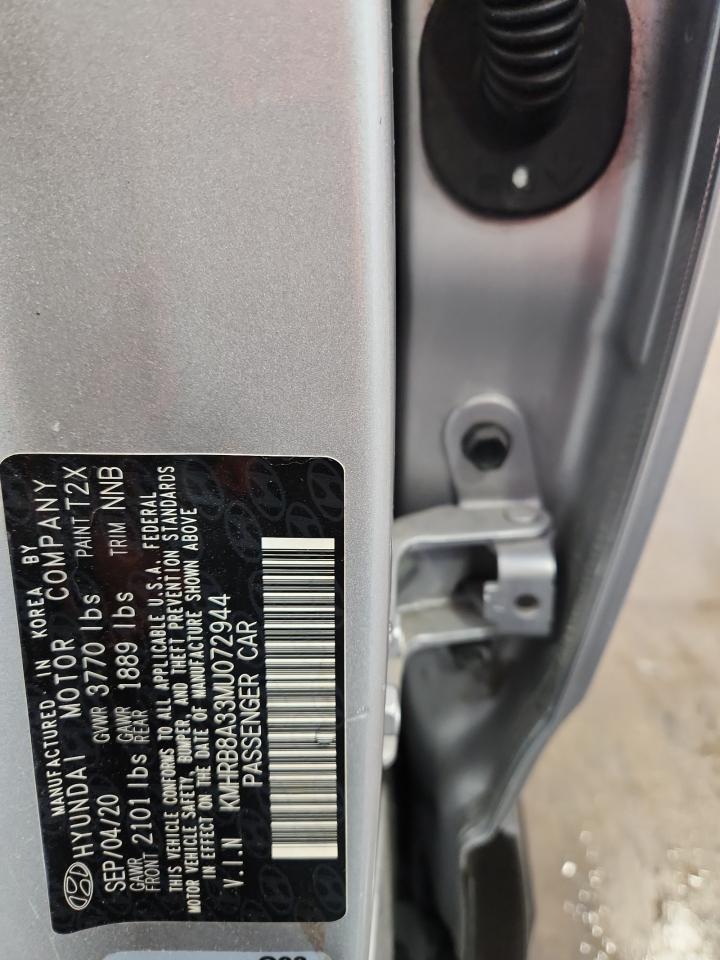 MANUFACTURED IN KOREA BY
HYUNDAI MOTOR COMPANY
SEP/04/20 GVWR 3770 lbs PAINT T2X
GAWR FRONT 2101 lbs GAWR REAR 1889 lbs TRIM NNB
THIS VEHICLE CONFORMS TO ALL APPLICABLE U.S.A. FEDERAL
MOTOR VEHICLE SAFETY, BUMPER, AND THEFT PREVENTION STANDARDS
IN EFFECT ON THE DATE OF MANUFACTURE SHOWN ABOVE
V.I.N KMHRB8A33MU072944
PASSENGER CAR